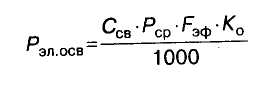 Pэл.осв = Cсв · Pср · Fэф · Kо / 1000